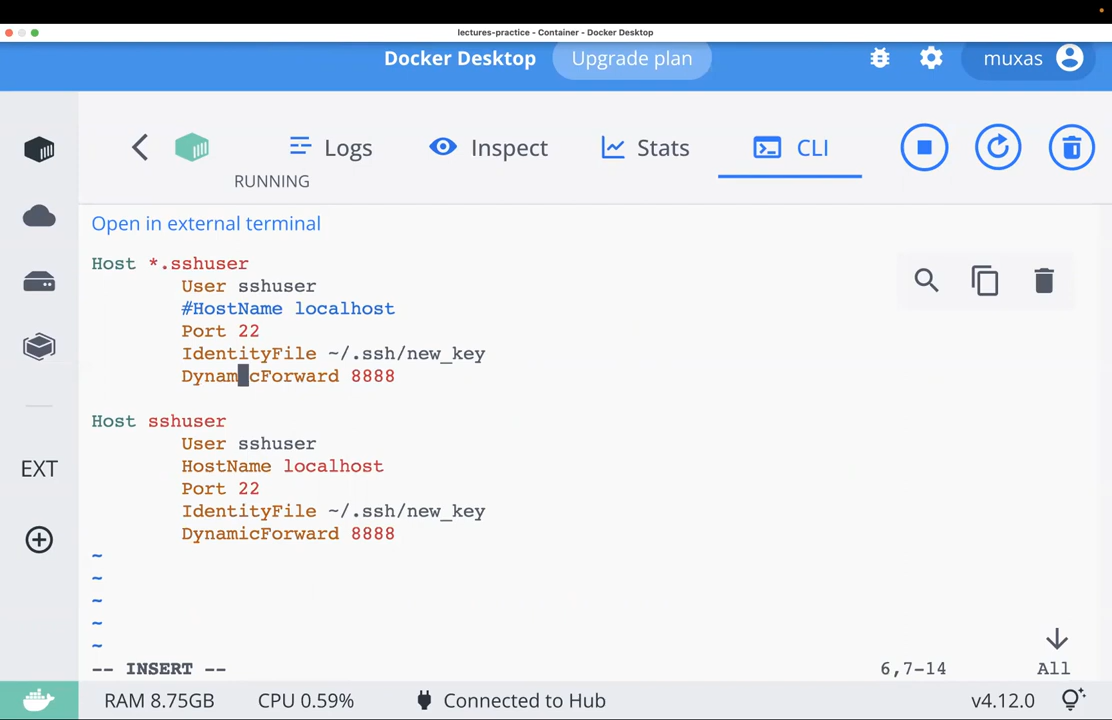 lectures-practice - Container - Docker Desktop
Docker Desktop
Upgrade plan
muxas
Logs
Inspect
Stats
CLI
RUNNING
Open in external terminal
Host *.sshuser
User sshuser
#HostName localhost
Port 22
IdentityFile ~/.ssh/new_key
DynamicForward 8888
Host sshuser
User sshuser
HostName localhost
Port 22
IdentityFile ~/.ssh/new_key
DynamicForward 8888
~
~
~
~
~
-- INSERT --
6,7-14
All
EXT
RAM 8.75GB
CPU 0.59%
Connected to Hub
v4.12.0